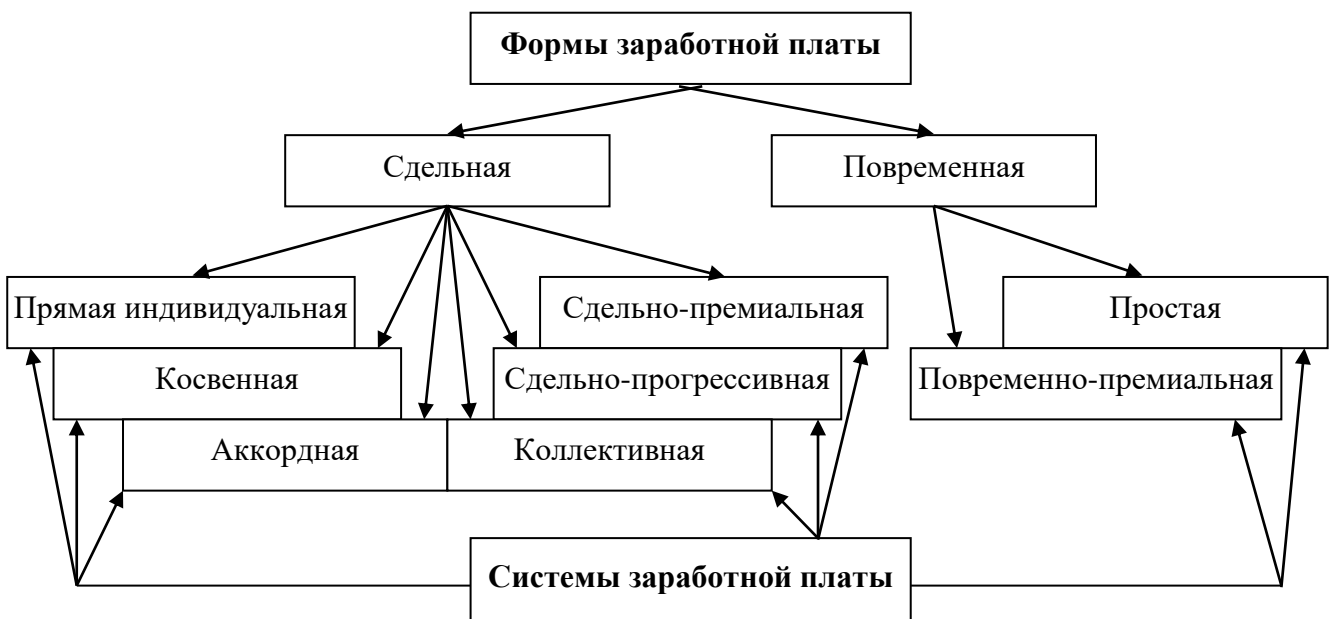 Формы заработной платы
Сдельная
Повременная
Прямая индивидуальная
Сдельно-премиальная
Простая
Косвенная
Сдельно-прогрессивная
Повременно-премиальная
Аккордная
Коллективная
Системы заработной платы